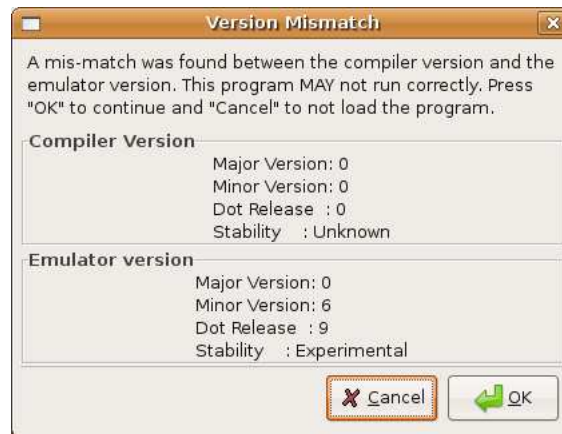 Version Mismatch
A mis-match was found between the compiler version and the
emulator version. This program MAY not run correctly. Press
"OK" to continue and "Cancel" to not load the program.
Compiler Version
Major Version: 0
Minor Version: 0
Dot Release : 0
Stability : Unknown
Emulator version
Major Version: 0
Minor Version: 6
Dot Release : 9
Stability : Experimental
Cancel
OK